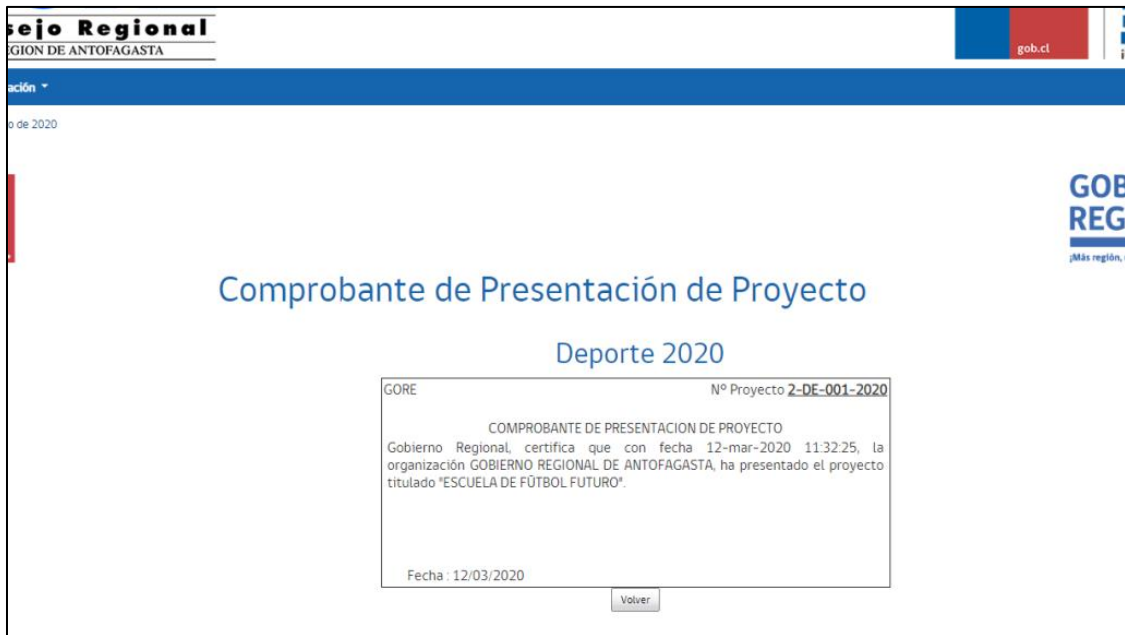 sejo Regional
GION DE ANTOFAGASTA
gob.cl
ación
o de 2020
GOB
REG
¡Más región,
Comprobante de Presentación de Proyecto
Deporte 2020
GORE Nº Proyecto 2-DE-001-2020
COMPROBANTE DE PRESENTACION DE PROYECTO
Gobierno Regional, certifica que con fecha 12-mar-2020 11:32:25, la
organización GOBIERNO REGIONAL DE ANTOFAGASTA, ha presentado el proyecto
titulado "ESCUELA DE FÚTBOL FUTURO".
Fecha : 12/03/2020
Volver